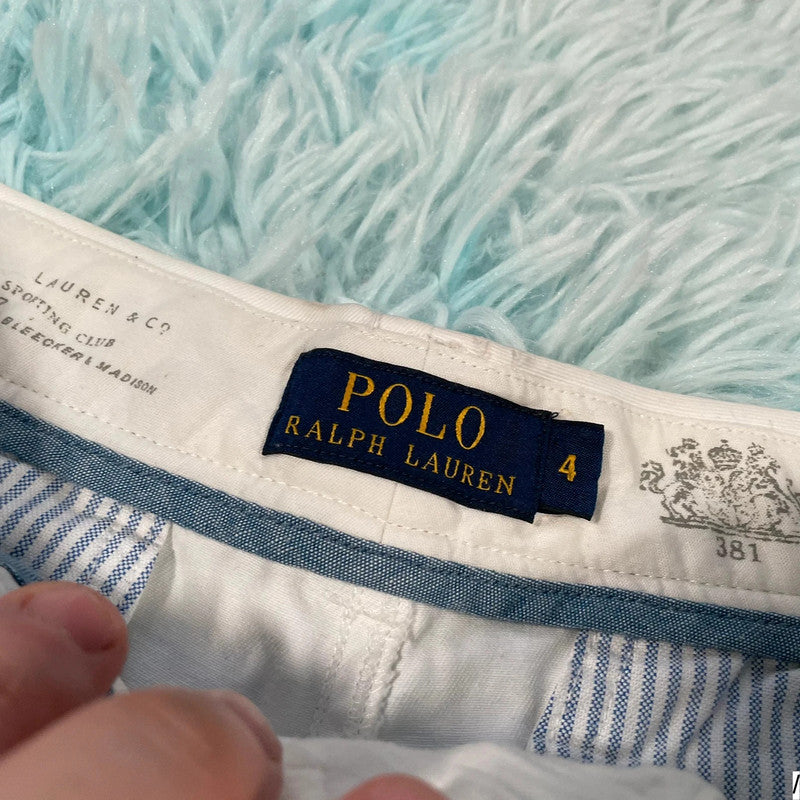 LAUREN & CO
SPORTING CLUB
BLEECKER & MADISON
POLO
RALPH LAUREN
4
381